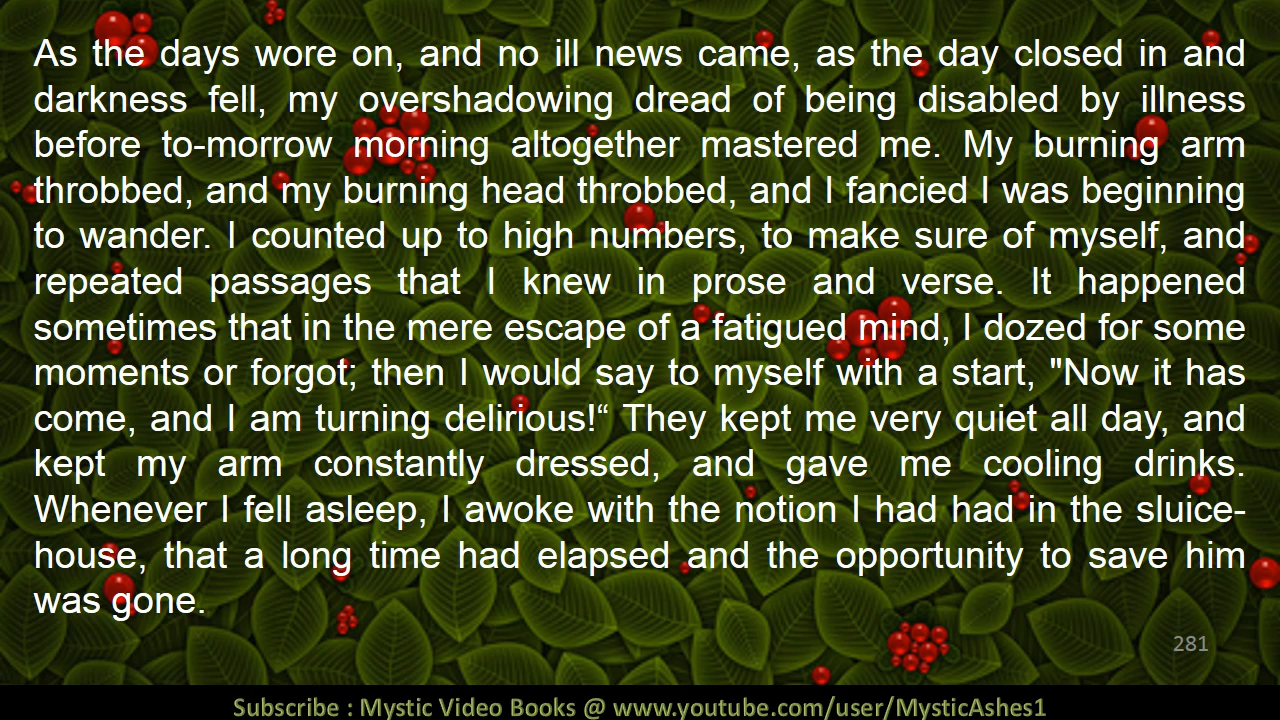 As the days wore on, and no ill news came, as the day closed in and
darkness fell, my overshadowing dread of being disabled by illness
before to-morrow morning altogether mastered me. My burning arm
throbbed, and my burning head throbbed, and I fancied I was beginning
to wander. I counted up to high numbers, to make sure of myself, and
repeated passages that I knew in prose and verse. It happened
sometimes that in the mere escape of a fatigued mind, I dozed for some
moments or forgot; then I would say to myself with a start, "Now it has
come, and I am turning delirious!“ They kept me very quiet all day, and
kept my arm constantly dressed, and gave me cooling drinks.
Whenever I fell asleep, I awoke with the notion I had had in the sluice-
house, that a long time had elapsed and the opportunity to save him
was gone.
281
Subscribe : Mystic Video Books @ www.youtube.com/user/MysticAshes1